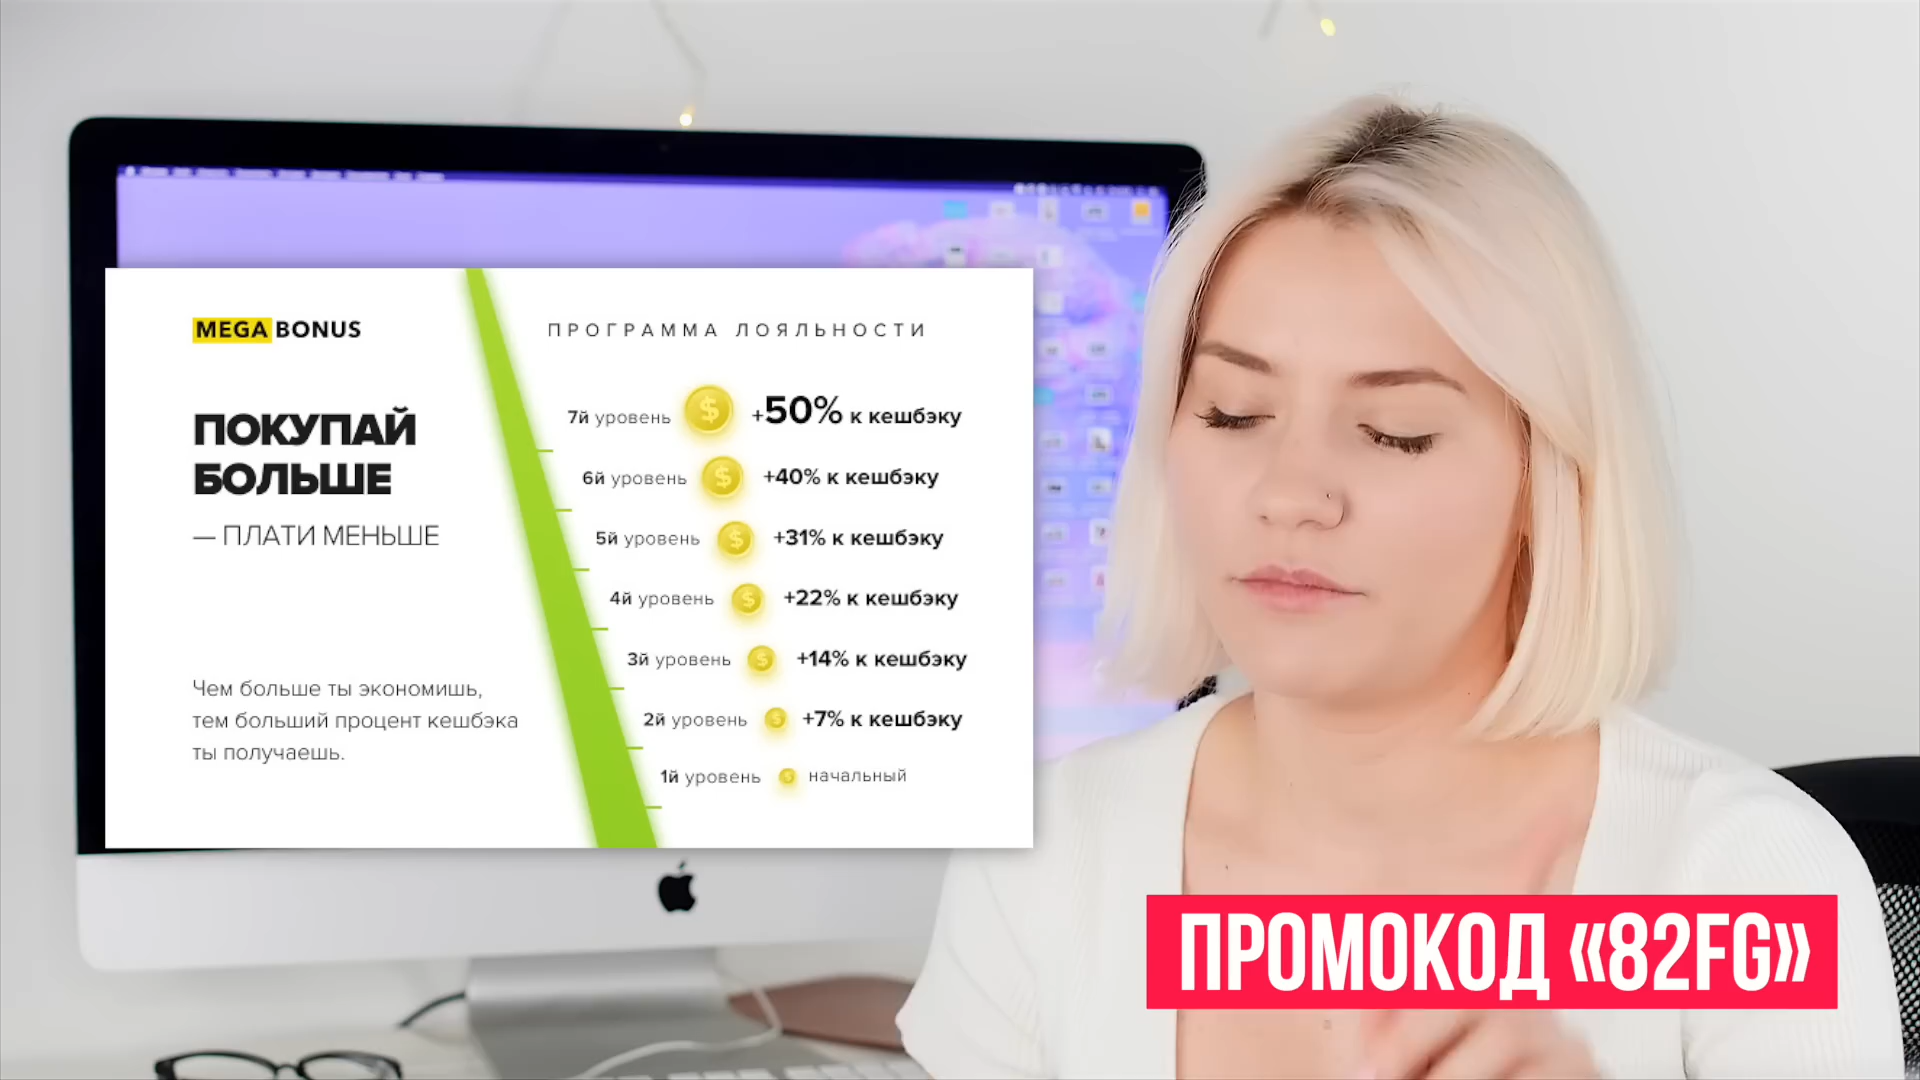 MEGA BONUS
ПОКУПАЙ
БОЛЬШЕ
— ПЛАТИ МЕНЬШЕ
Чем больше ты экономишь,
тем больший процент кешбэка
ты получаешь.
ПРОГРАММА ЛОЯЛЬНОСТИ
7й уровень $ +50% к кешбэку
6й уровень $ +40% к кешбэку
5й уровень $ +31% к кешбэку
4й уровень $ +22% к кешбэку
3й уровень $ +14% к кешбэку
2й уровень $ +7% к кешбэку
1й уровень $ начальный
ПРОМОКОД «82FG»